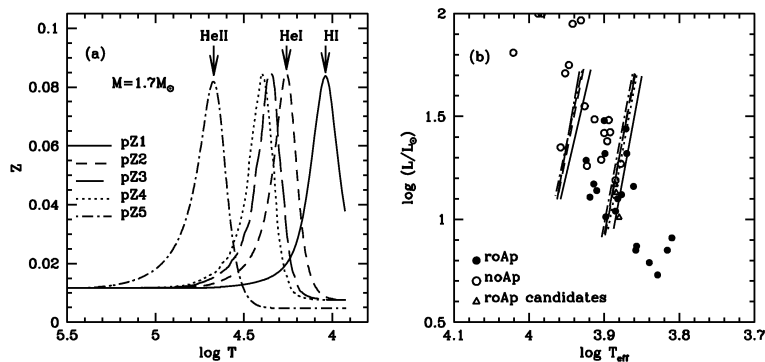 (a)
HeII
HeI
HI
M=1.7M⊙
pZ1
pZ2
pZ3
pZ4
pZ5
Z
0.1
0.08
0.06
0.04
0.02
0
5.5
5
4.5
4
log T
(b)
log (L/L⊙)
2
1.5
1
0.5
roAp
noAp
roAp candidates
4.1
4
3.9
3.8
3.7
log Teff